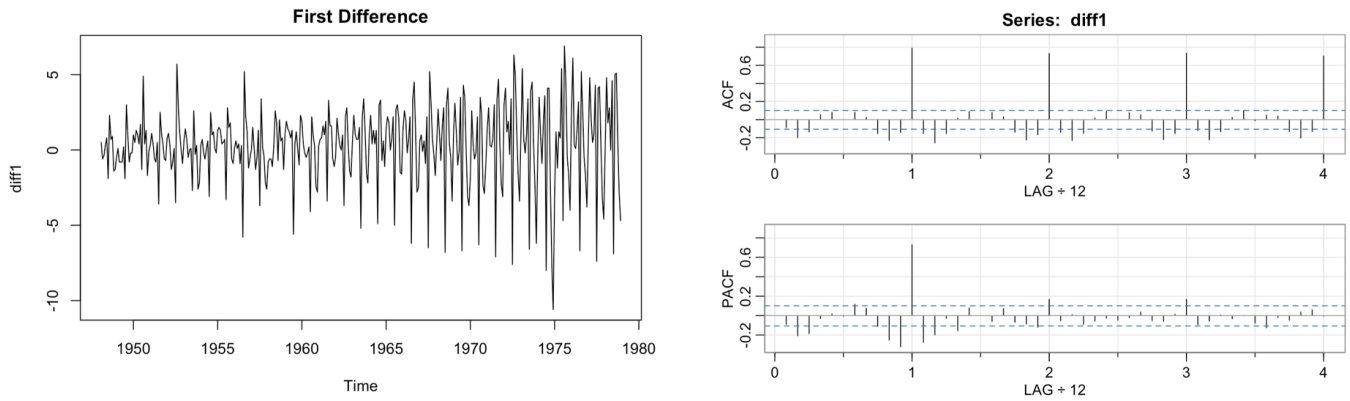 First Difference
diff1
5
0
-5
-10
1950 1955 1960 1965 1970 1975 1980
Time
Series: diff1
ACF
0.6
0.2
-0.2
0 1 2 3 4
LAG ÷ 12
PACF
0.6
0.2
-0.2
0 1 2 3 4
LAG ÷ 12